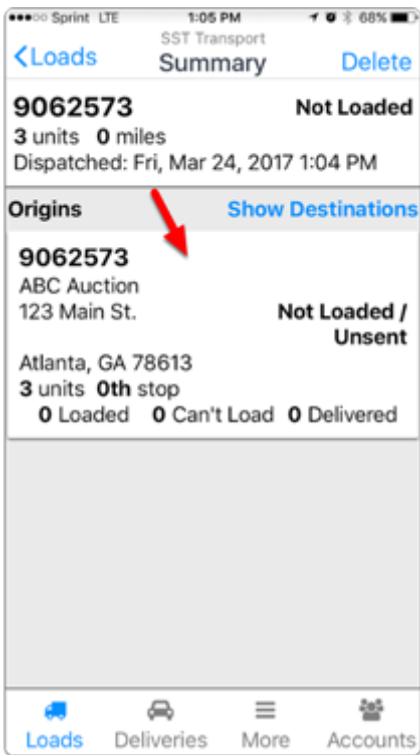 Sprint LTE 1:05 PM 68%
SST Transport
Loads Summary Delete
9062573 Not Loaded
3 units 0 miles
Dispatched: Fri, Mar 24, 2017 1:04 PM
Origins Show Destinations
9062573
ABC Auction
123 Main St.
Not Loaded /
Unsent
Atlanta, GA 78613
3 units 0th stop
0 Loaded 0 Can't Load 0 Delivered
Loads Deliveries More Accounts